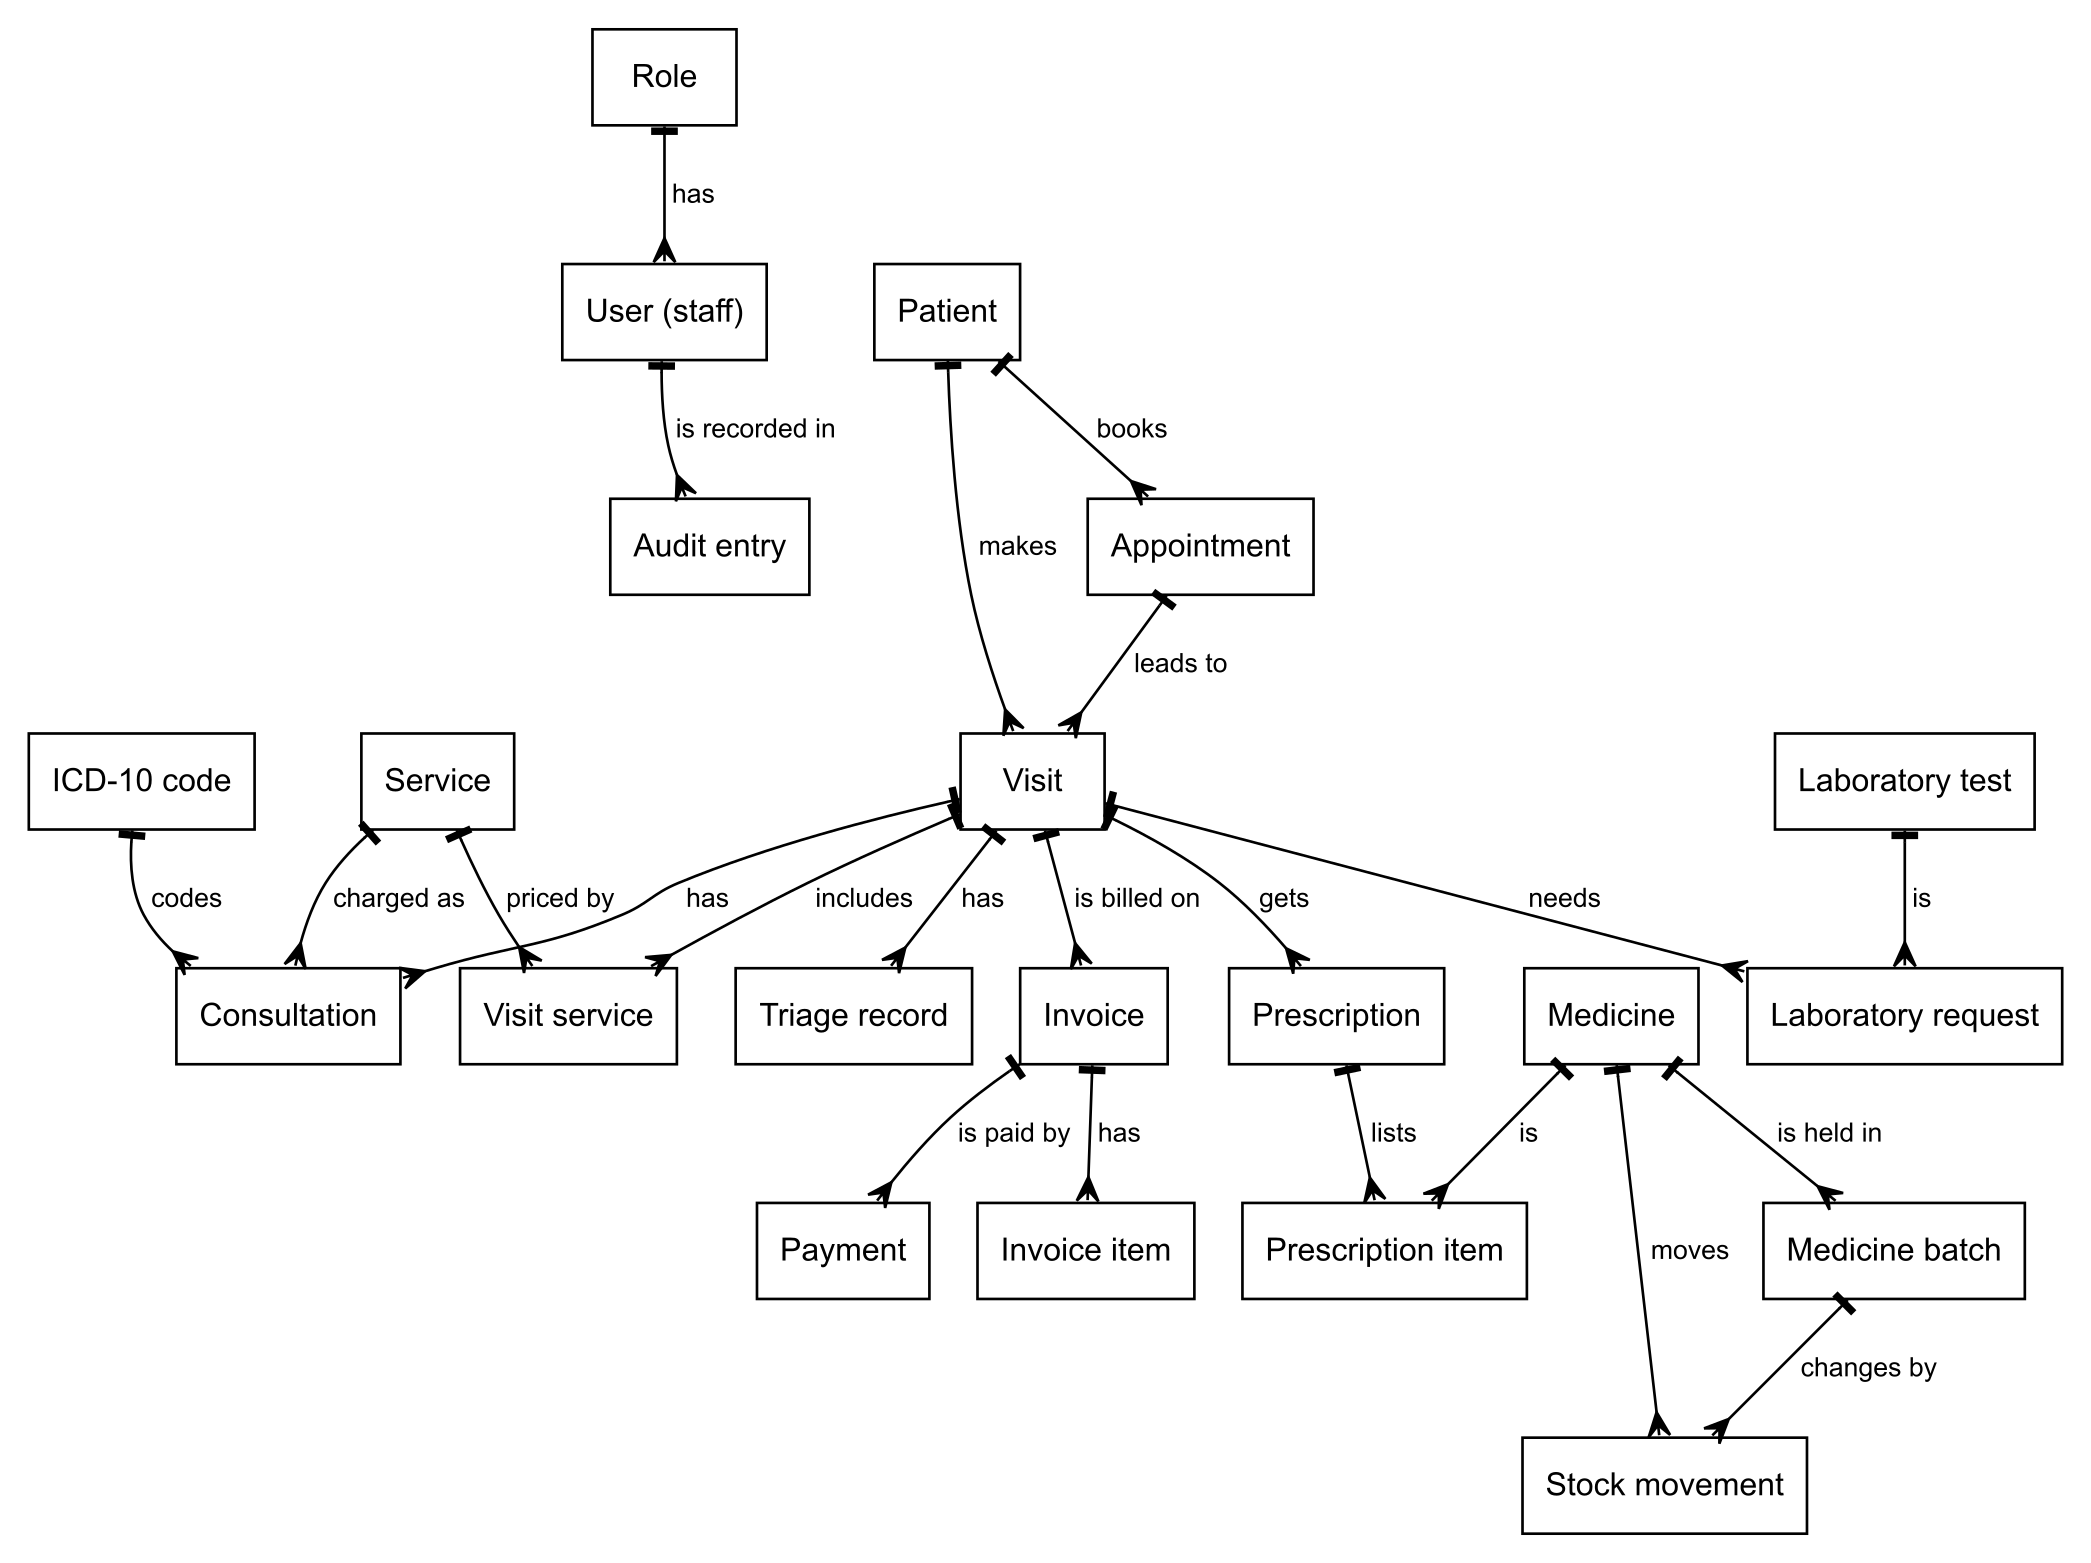 Role
has
User (staff)
Patient
is recorded in
books
Audit entry
makes
Appointment
leads to
ICD-10 code
Service
Visit
Laboratory test
codes
charged as
priced by
has
includes
has
is billed on
gets
needs
is
Consultation
Visit service
Triage record
Invoice
Prescription
Medicine
Laboratory request
is paid by
has
lists
is
is held in
Payment
Invoice item
Prescription item
moves
Medicine batch
changes by
Stock movement